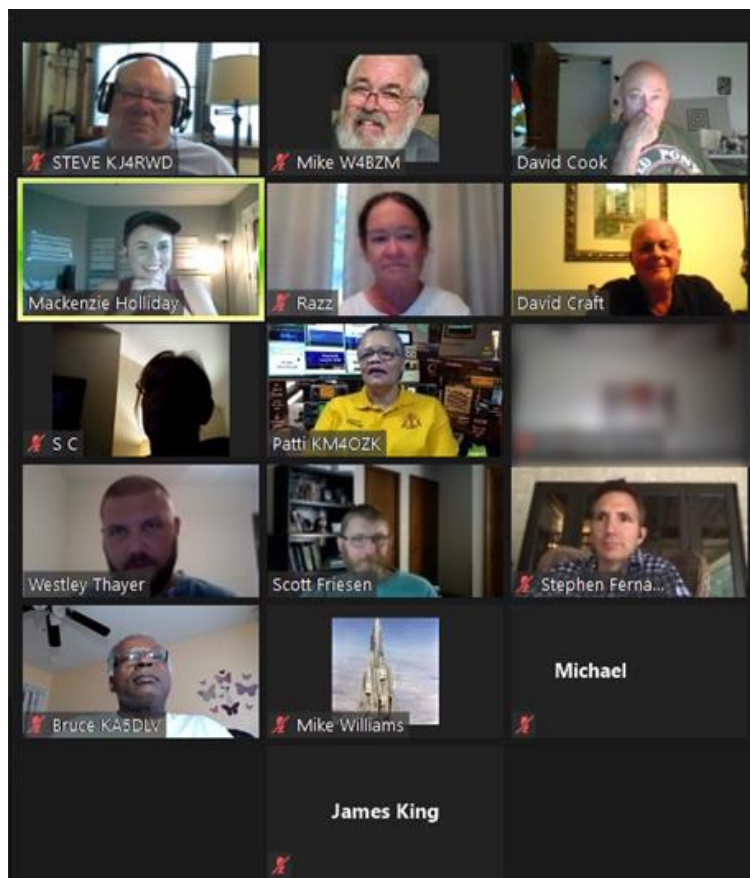 STEVE KJ4RWD
Mike W4BZM
David Cook
Mackenzie Holliday
Razz
David Craft
S C
Patti KM4OZK
Westley Thayer
Scott Friesen
Stephen Ferna...
Bruce KA5DLV
Mike Williams
Michael
James King